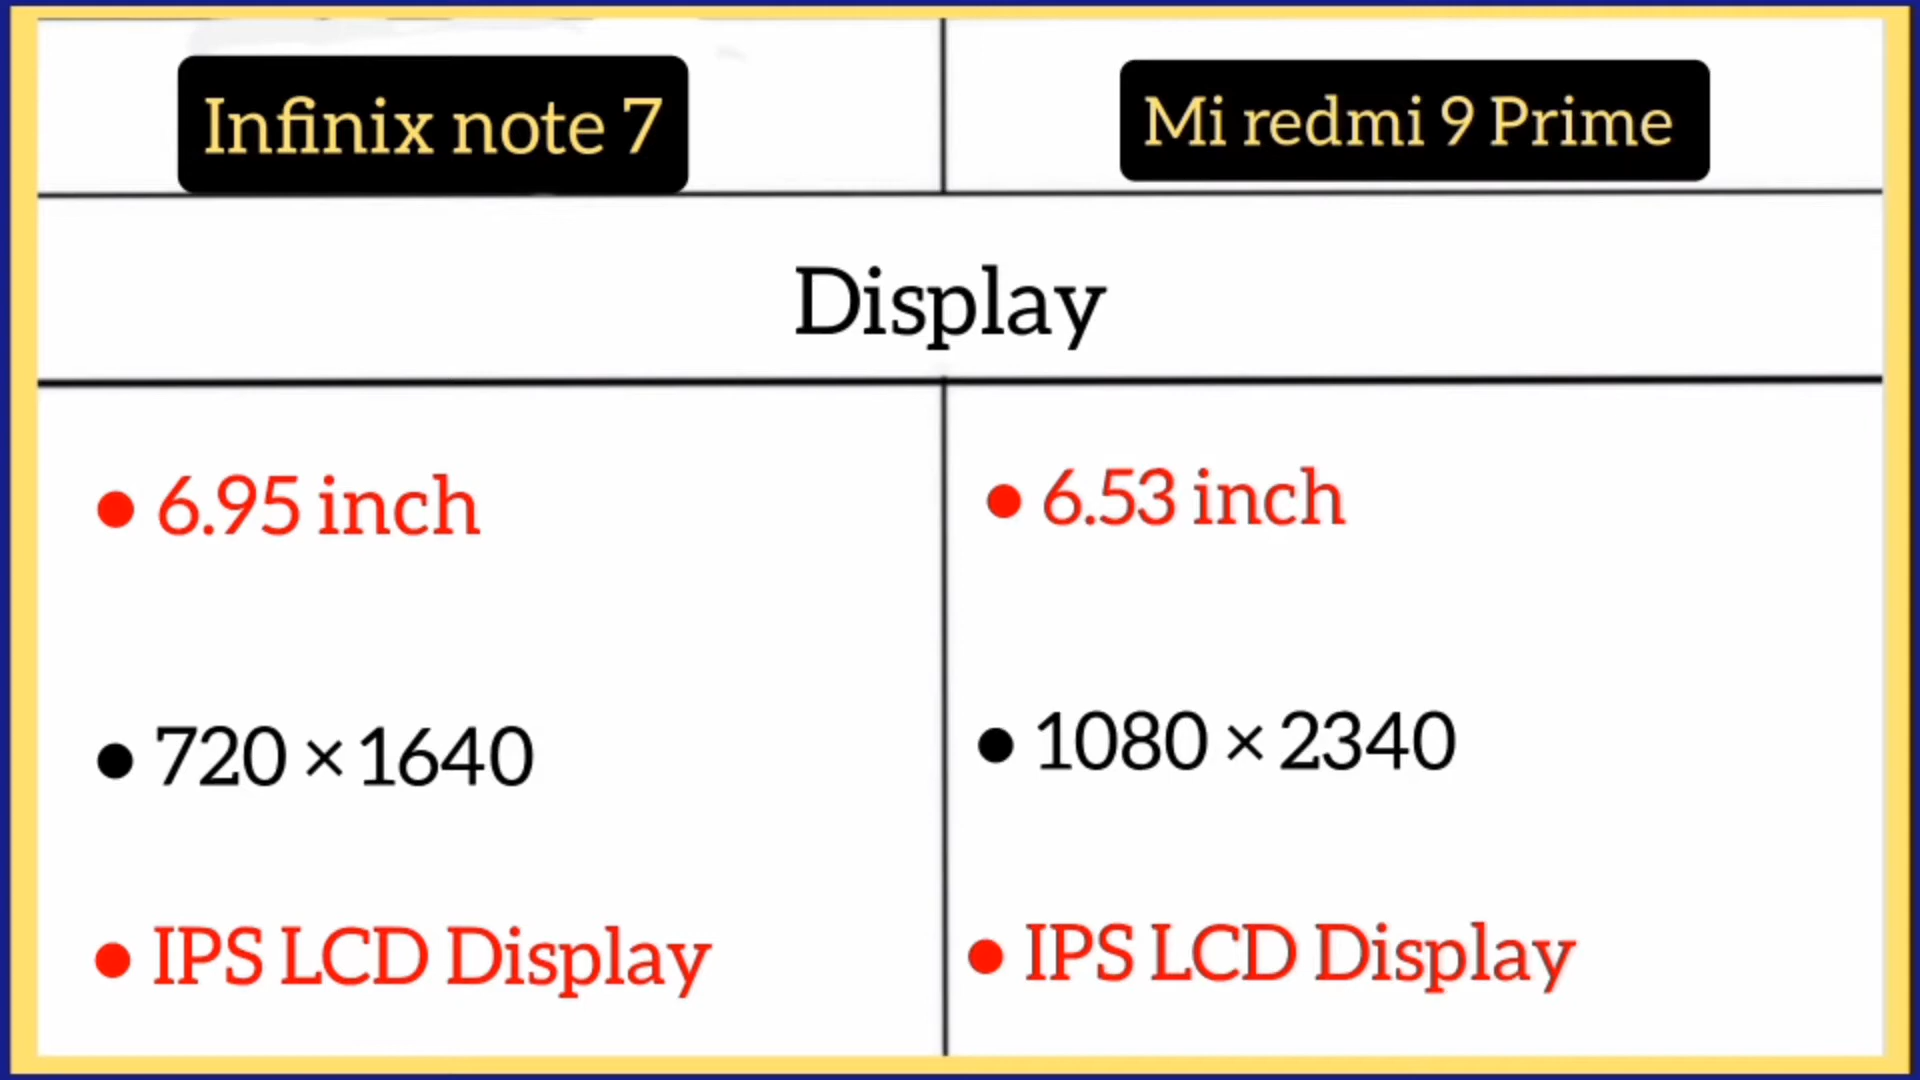 Infinix note 7
Mi redmi 9 Prime
Display
• 6.95 inch
• 6.53 inch
• 720 × 1640
• 1080 × 2340
• IPS LCD Display
• IPS LCD Display